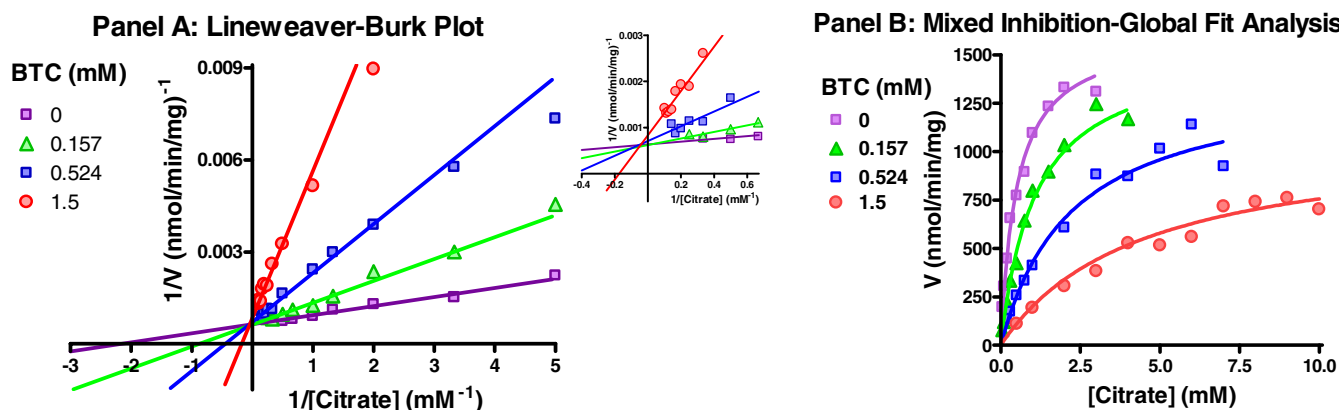 Panel A: Lineweaver-Burk Plot
BTC (mM)
0
0.157
0.524
1.5
1/V (nmol/min/mg)⁻¹
0.009
0.006
0.003
-3 -2 -1 1 2 3 4 5
1/[Citrate] (mM⁻¹)
1/V (nmol/min/mg)⁻¹
0.003
0.002
0.001
-0.4 -0.2 0.0 0.2 0.4 0.6
1/[Citrate] (mM⁻¹)
Panel B: Mixed Inhibition-Global Fit Analysis
BTC (mM)
0
0.157
0.524
1.5
V (nmol/min/mg)
1500
1250
1000
750
500
250
0
0.0 2.5 5.0 7.5 10.0
[Citrate] (mM)